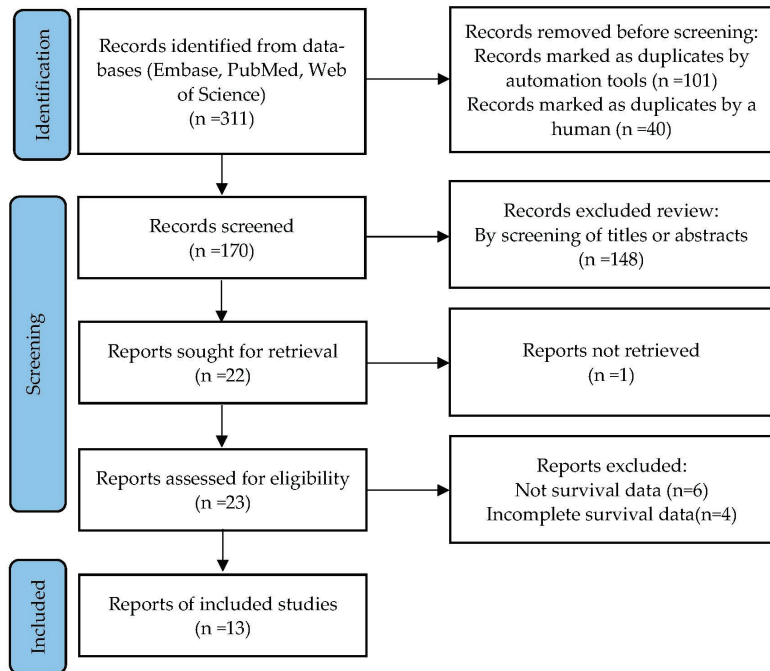 Identification
Records identified from data-
bases (Embase, PubMed, Web
of Science)
(n =311)
Records removed before screening:
Records marked as duplicates by
automation tools (n =101)
Records marked as duplicates by a
human (n =40)
Screening
Records screened
(n =170)
Records excluded review:
By screening of titles or abstracts
(n =148)
Reports sought for retrieval
(n =22)
Reports not retrieved
(n =1)
Reports assessed for eligibility
(n =23)
Reports excluded:
Not survival data (n=6)
Incomplete survival data(n=4)
Included
Reports of included studies
(n =13)